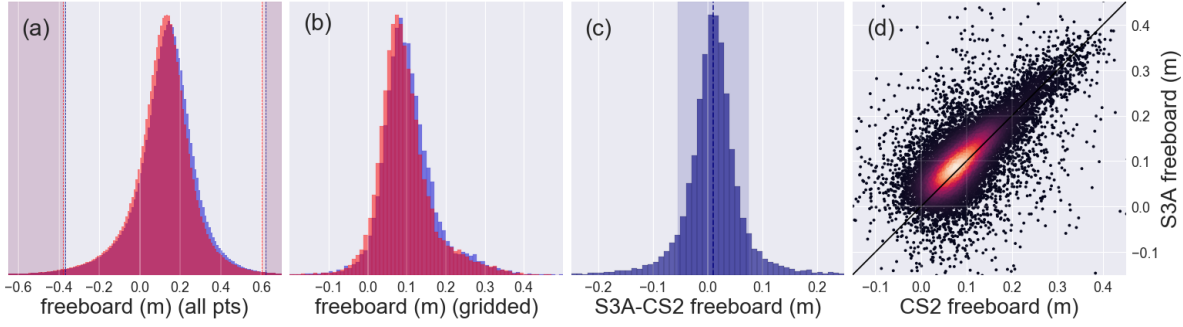 (a)
−0.6 −0.4 −0.2 0.0 0.2 0.4 0.6
freeboard (m) (all pts)
(b)
−0.2 −0.1 0.0 0.1 0.2 0.3 0.4
freeboard (m) (gridded)
(c)
−0.2 −0.1 0.0 0.1 0.2
S3A-CS2 freeboard (m)
(d)
0.4
0.3
0.2
0.1
0.0
−0.1
S3A freeboard (m)
−0.1 0.0 0.1 0.2 0.3 0.4
CS2 freeboard (m)